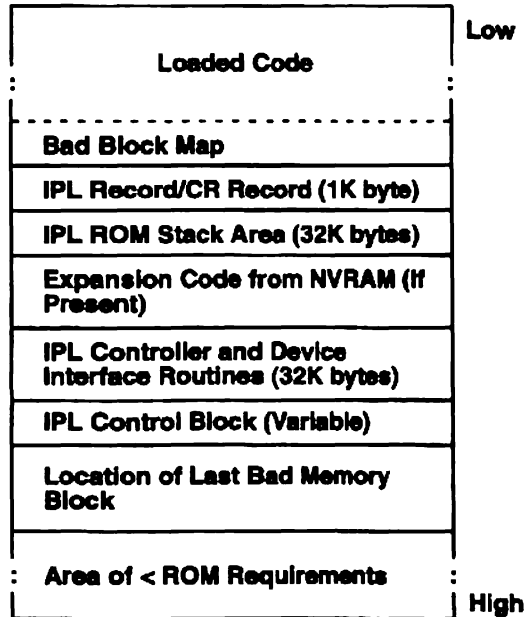 Low
Loaded Code
Bad Block Map
IPL Record/CR Record (1K byte)
IPL ROM Stack Area (32K bytes)
Expansion Code from NVRAM (If
Present)
IPL Controller and Device
Interface Routines (32K bytes)
IPL Control Block (Variable)
Location of Last Bad Memory
Block
Area of < ROM Requirements
High